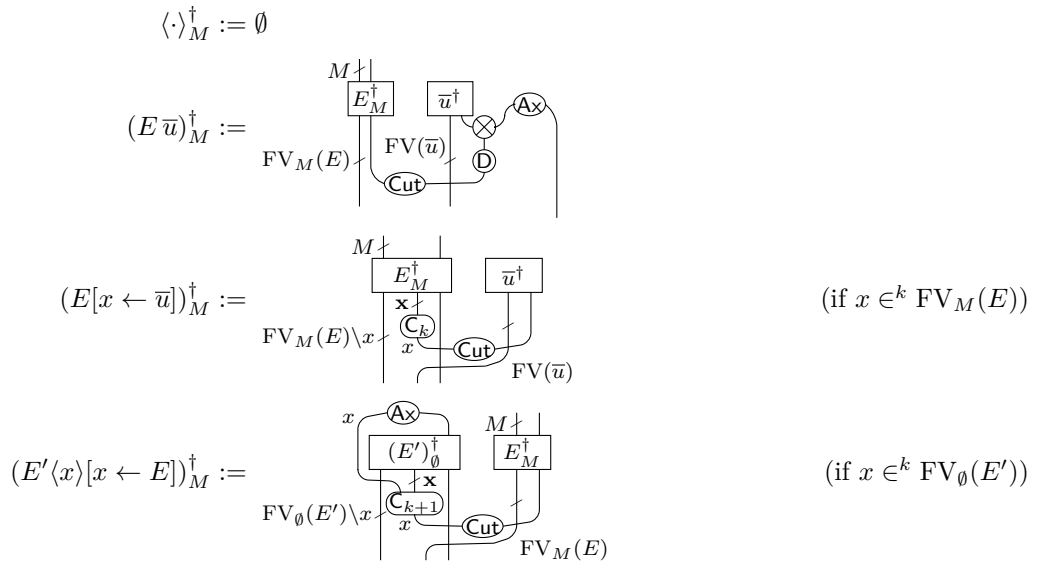 ⟨·⟩†_M := ∅
M
E†_M
u̅†
Ax
⊗
(E u̅)†_M :=
FV(u̅)
D
FV_M(E)
Cut
M
E†_M
u̅†
(E[x ← u̅])†_M :=
(if x ∈^k FV_M(E))
𝐱
C_k
FV_M(E)\x
x
Cut
FV(u̅)
x
Ax
M
(E′)†_∅
E†_M
(E′⟨x⟩[x ← E])†_M :=
(if x ∈^k FV_∅(E′))
𝐱
C_{k+1}
FV_∅(E′)\x
x
Cut
FV_M(E)